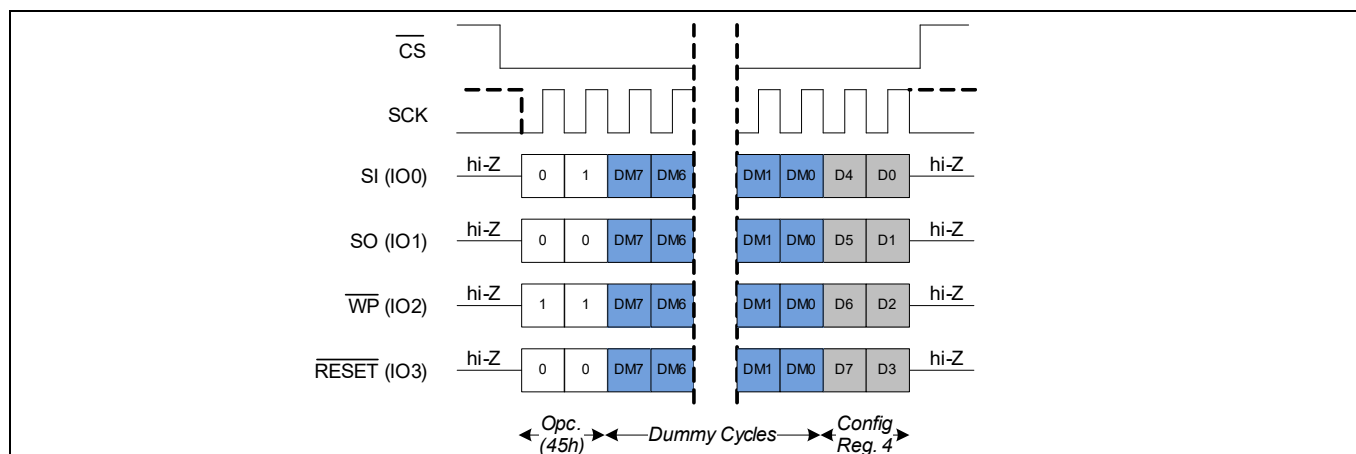 CS
SCK
SI (IO0) hi-Z 0 1 DM7 DM6 DM1 DM0 D4 D0 hi-Z
SO (IO1) hi-Z 0 0 DM7 DM6 DM1 DM0 D5 D1 hi-Z
WP (IO2) hi-Z 1 1 DM7 DM6 DM1 DM0 D6 D2 hi-Z
RESET (IO3) hi-Z 0 0 DM7 DM6 DM1 DM0 D7 D3 hi-Z
Opc. (45h) Dummy Cycles Config Reg. 4